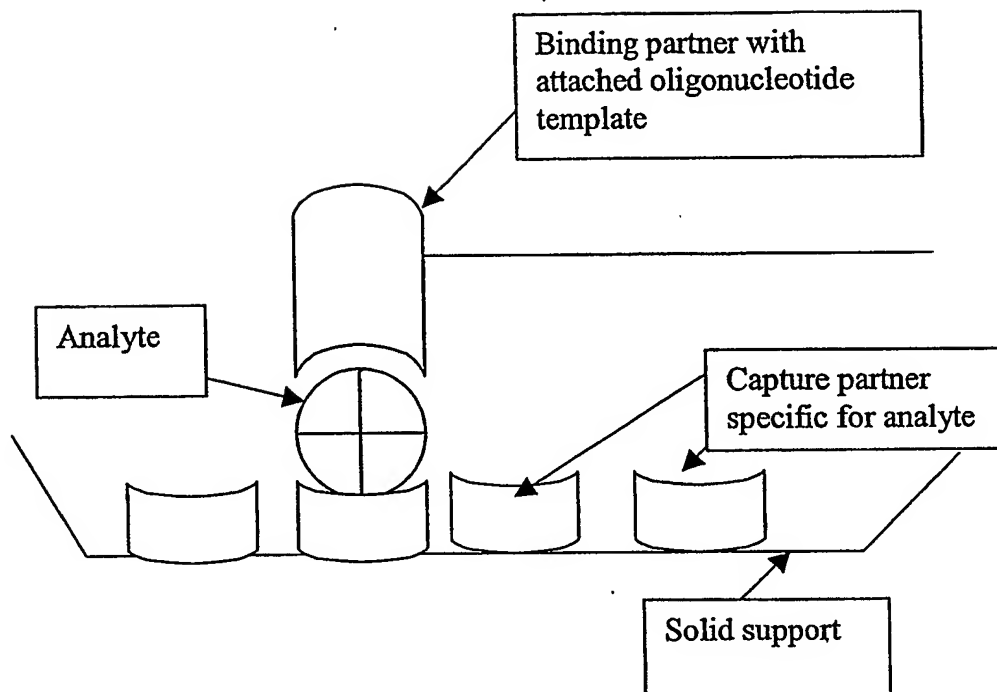 Binding partner with
attached oligonucleotide
template
Analyte
Capture partner
specific for analyte
Solid support